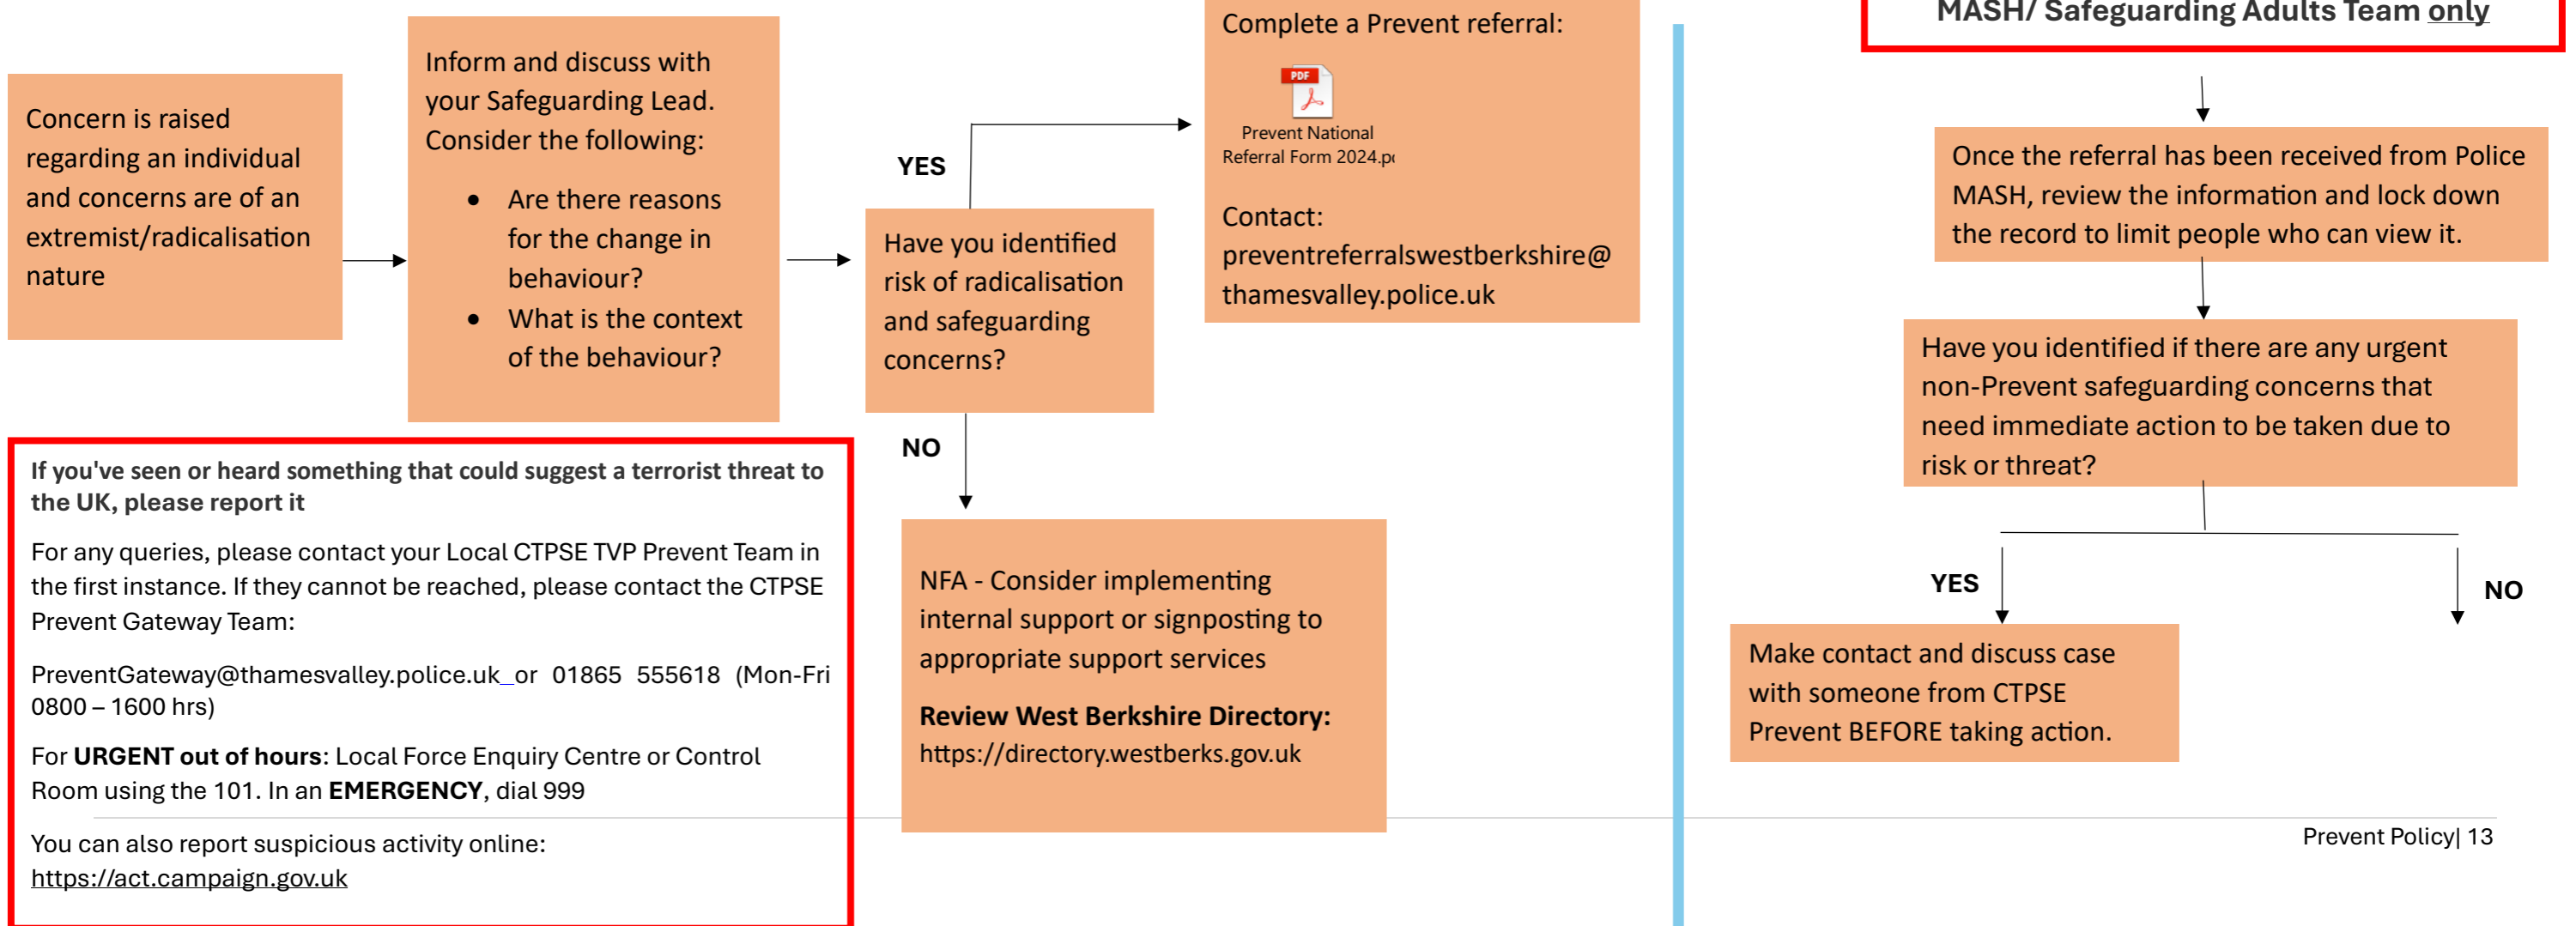 Concern is raised
regarding an individual
and concerns are of an
extremist/radicalisation
nature
Inform and discuss with
your Safeguarding Lead.
Consider the following:
• Are there reasons
for the change in
behaviour?
• What is the context
of the behaviour?
YES
Have you identified
risk of radicalisation
and safeguarding
concerns?
NO
Complete a Prevent referral:
PDF
Prevent National
Referral Form 2024.pd
Contact:
preventreferralswestberkshire@
thamesvalley.police.uk
NFA - Consider implementing
internal support or signposting to
appropriate support services
Review West Berkshire Directory:
https://directory.westberks.gov.uk
If you've seen or heard something that could suggest a terrorist threat to
the UK, please report it
For any queries, please contact your Local CTPSE TVP Prevent Team in
the first instance. If they cannot be reached, please contact the CTPSE
Prevent Gateway Team:
PreventGateway@thamesvalley.police.uk or 01865 555618 (Mon-Fri
0800 – 1600 hrs)
For URGENT out of hours: Local Force Enquiry Centre or Control
Room using the 101. In an EMERGENCY, dial 999
You can also report suspicious activity online:
https://act.campaign.gov.uk
MASH/ Safeguarding Adults Team only
Once the referral has been received from Police
MASH, review the information and lock down
the record to limit people who can view it.
Have you identified if there are any urgent
non-Prevent safeguarding concerns that
need immediate action to be taken due to
risk or threat?
YES
NO
Make contact and discuss case
with someone from CTPSE
Prevent BEFORE taking action.
Prevent Policy| 13